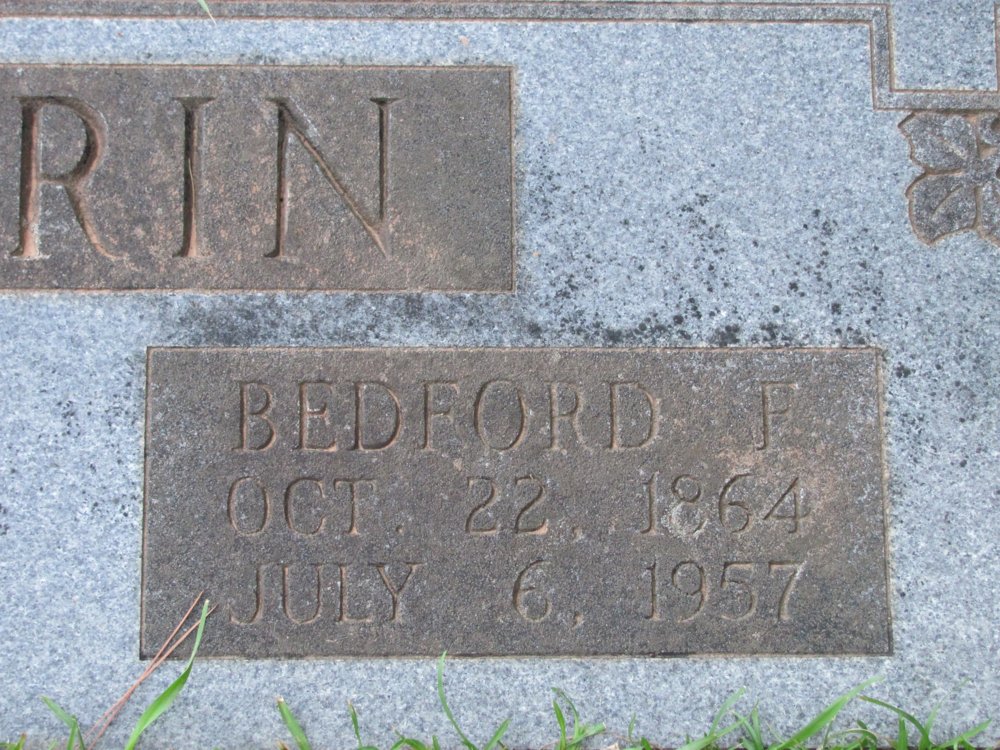 RIN
BEDFORD F
OCT. 22, 1864
JULY 6, 1957